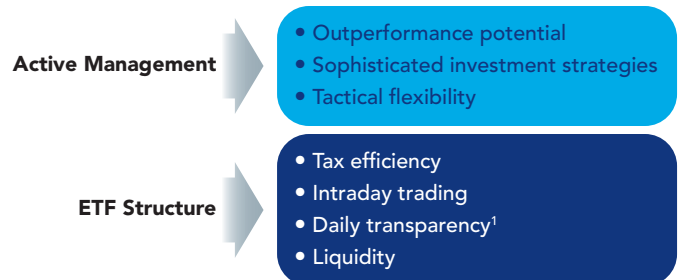 Active Management
• Outperformance potential
• Sophisticated investment strategies
• Tactical flexibility
ETF Structure
• Tax efficiency
• Intraday trading
• Daily transparency¹
• Liquidity